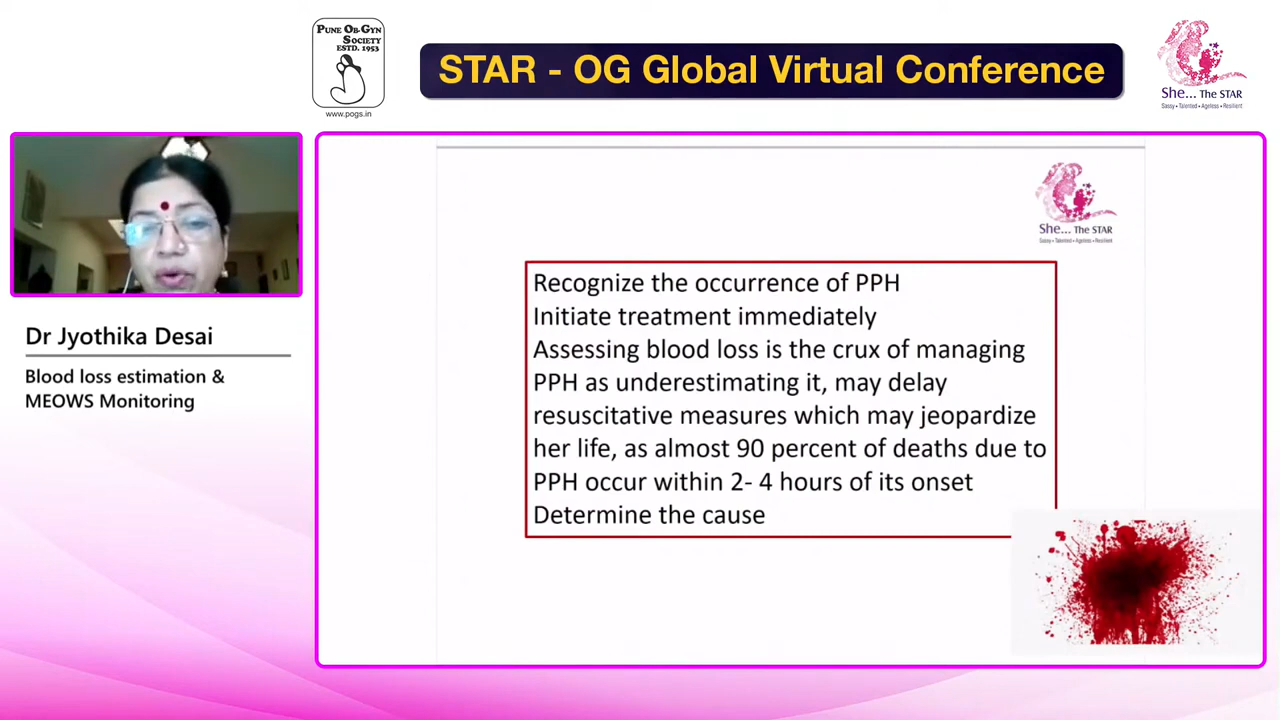 PUNE OB-GYN
SOCIETY
ESTD. 1953
www.pogs.in
STAR - OG Global Virtual Conference
She... The STAR
Sassy • Talented • Ageless • Resilient
She... The STAR
Sassy • Talented • Ageless • Resilient
Dr Jyothika Desai
Blood loss estimation &
MEOWS Monitoring
Recognize the occurrence of PPH
Initiate treatment immediately
Assessing blood loss is the crux of managing
PPH as underestimating it, may delay
resuscitative measures which may jeopardize
her life, as almost 90 percent of deaths due to
PPH occur within 2- 4 hours of its onset
Determine the cause